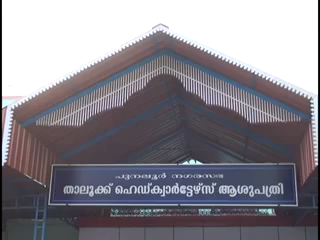 പുനലൂർ നഗരസഭ
താലൂക്ക് ഹെഡ്ക്വാർട്ടേഴ്സ് ആശുപത്രി